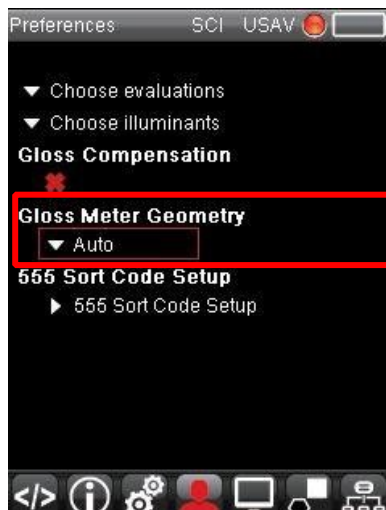 Preferences SCI USAV
Choose evaluations
Choose illuminants
Gloss Compensation
Gloss Meter Geometry
Auto
555 Sort Code Setup
555 Sort Code Setup
</>